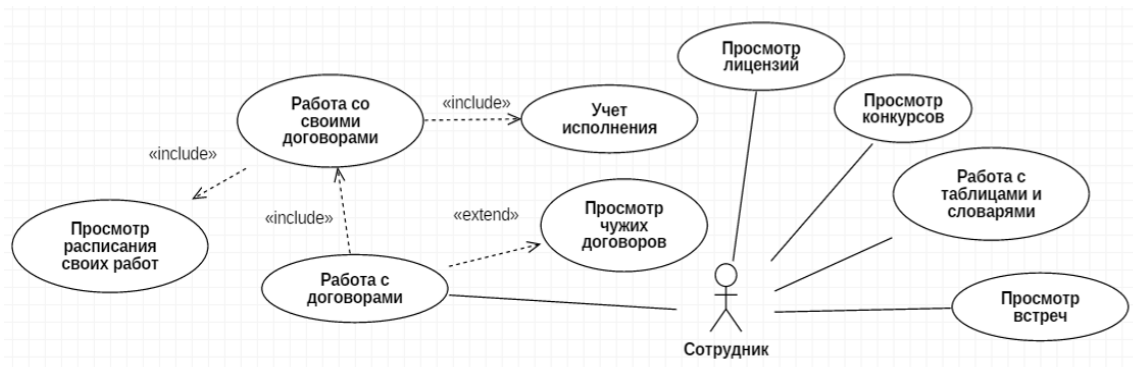 Просмотр
лицензий
Просмотр
конкурсов
Работа со
своими
договорами
«include»
Учет
исполнения
«include»
Работа с
таблицами и
словарями
Просмотр
расписания
своих работ
«include»
«extend»
Просмотр
чужих
договоров
Работа с
договорами
Просмотр
встреч
Сотрудник